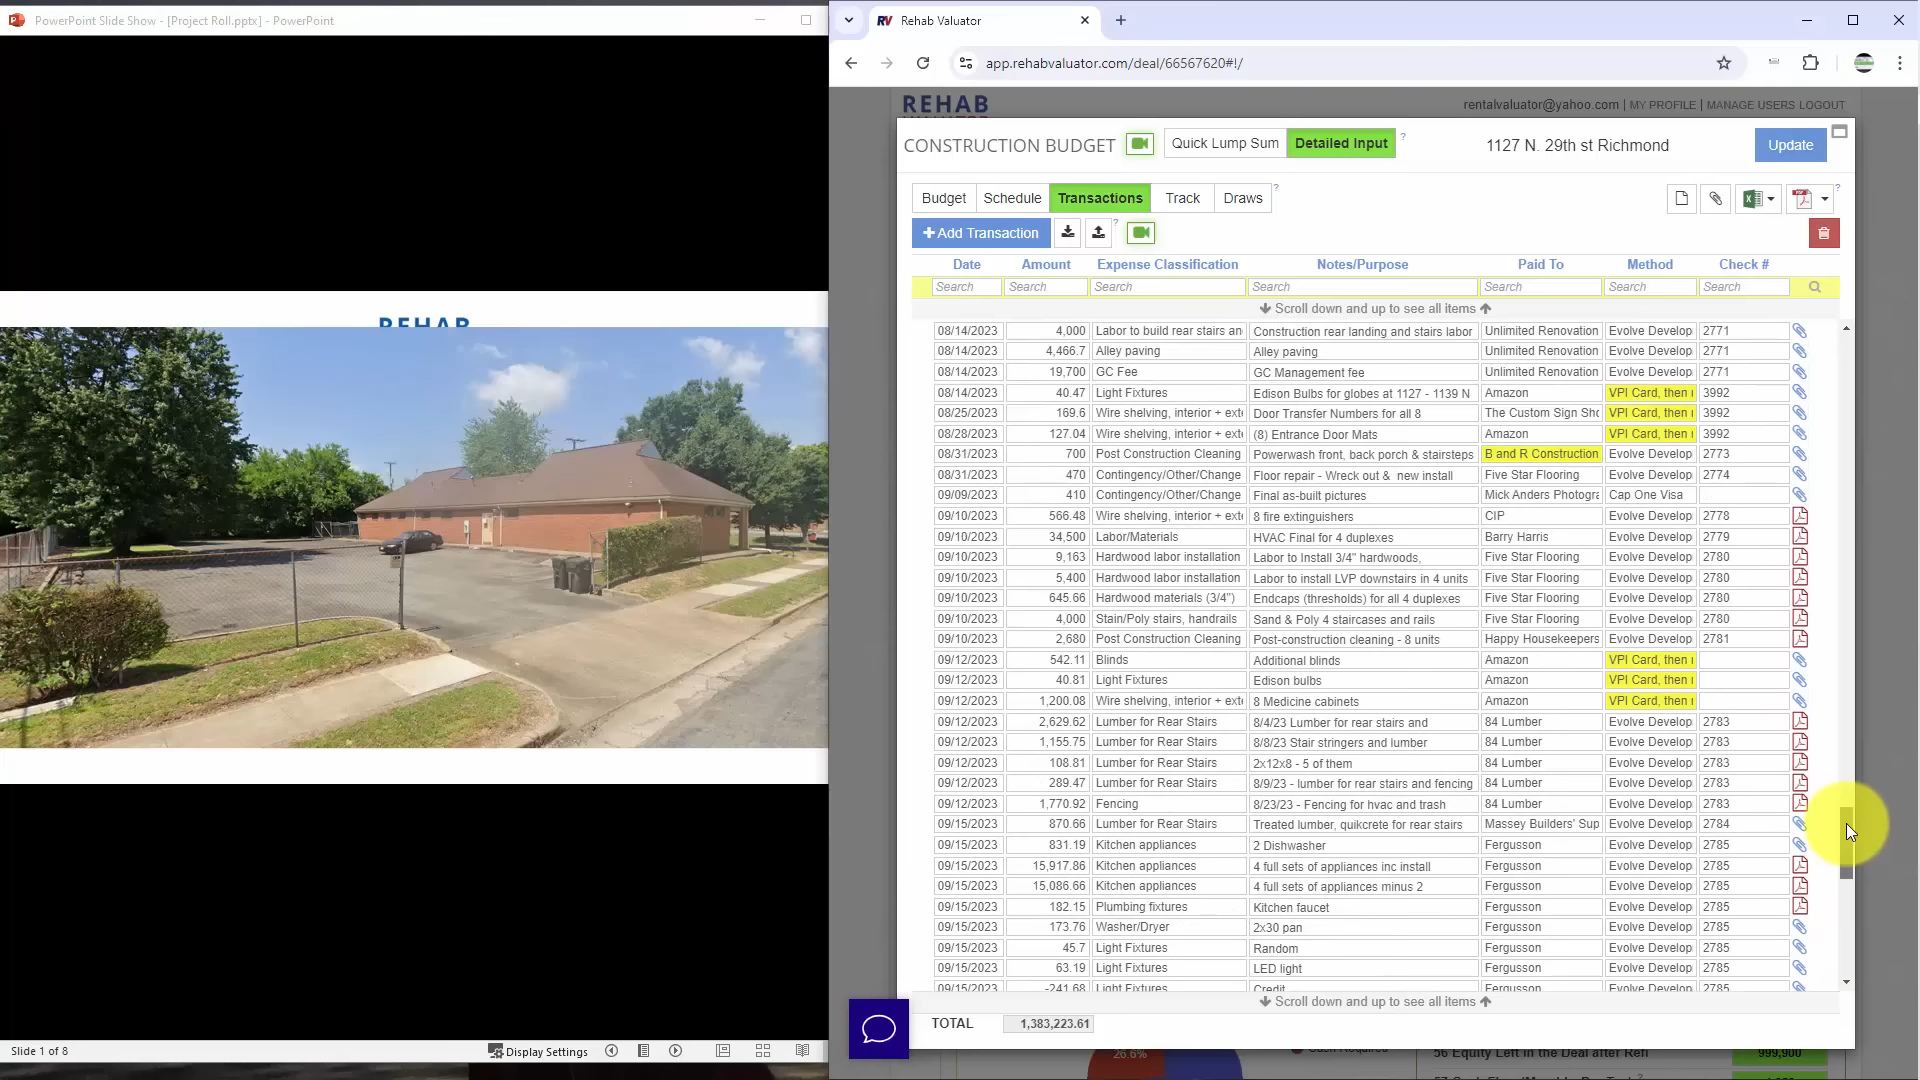 PowerPoint Slide Show - [Project Roll.pptx] - PowerPoint
REHAB
Slide 1 of 8
Display Settings
RV Rehab Valuator
app.rehabvaluator.com/deal/66567620#!/
REHAB
rentalvaluator@yahoo.com | MY PROFILE | MANAGE USERS LOGOUT
CONSTRUCTION BUDGET Quick Lump Sum Detailed Input ? 1127 N. 29th st Richmond Update
Budget Schedule Transactions Track Draws ?
+Add Transaction ?
Date Amount Expense Classification Notes/Purpose Paid To Method Check #
Search Search Search Search Search Search Search
Scroll down and up to see all items
08/14/2023 4,000 Labor to build rear stairs an Construction rear landing and stairs labor Unlimited Renovation Evolve Develop 2771
08/14/2023 4,466.7 Alley paving Alley paving Unlimited Renovation Evolve Develop 2771
08/14/2023 19,700 GC Fee GC Management fee Unlimited Renovation Evolve Develop 2771
08/14/2023 40.47 Light Fixtures Edison Bulbs for globes at 1127 - 1139 N Amazon VPI Card, then 3992
08/25/2023 169.6 Wire shelving, interior + ext Door Transfer Numbers for all 8 The Custom Sign Sho VPI Card, then 3992
08/28/2023 127.04 Wire shelving, interior + ext (8) Entrance Door Mats Amazon VPI Card, then 3992
08/31/2023 700 Post Construction Cleaning Powerwash front, back porch & stairsteps B and R Construction Evolve Develop 2773
08/31/2023 470 Contingency/Other/Change Floor repair - Wreck out & new install Five Star Flooring Evolve Develop 2774
09/09/2023 410 Contingency/Other/Change Final as-built pictures Mick Anders Photogra Cap One Visa
09/10/2023 566.48 Wire shelving, interior + ext 8 fire extinguishers CIP Evolve Develop 2778
09/10/2023 34,500 Labor/Materials HVAC Final for 4 duplexes Barry Harris Evolve Develop 2779
09/10/2023 9,163 Hardwood labor installation Labor to Install 3/4" hardwoods, Five Star Flooring Evolve Develop 2780
09/10/2023 5,400 Hardwood labor installation Labor to install LVP downstairs in 4 units Five Star Flooring Evolve Develop 2780
09/10/2023 645.66 Hardwood materials (3/4") Endcaps (thresholds) for all 4 duplexes Five Star Flooring Evolve Develop 2780
09/10/2023 4,000 Stain/Poly stairs, handrails Sand & Poly 4 staircases and rails Five Star Flooring Evolve Develop 2780
09/10/2023 2,680 Post Construction Cleaning Post-construction cleaning - 8 units Happy Housekeepers Evolve Develop 2781
09/12/2023 542.11 Blinds Additional blinds Amazon VPI Card, then
09/12/2023 40.81 Light Fixtures Edison bulbs Amazon VPI Card, then
09/12/2023 1,200.08 Wire shelving, interior + ext 8 Medicine cabinets Amazon VPI Card, then
09/12/2023 2,629.62 Lumber for Rear Stairs 8/4/23 Lumber for rear stairs and 84 Lumber Evolve Develop 2783
09/12/2023 1,155.75 Lumber for Rear Stairs 8/8/23 Stair stringers and lumber 84 Lumber Evolve Develop 2783
09/12/2023 108.81 Lumber for Rear Stairs 2x12x8 - 5 of them 84 Lumber Evolve Develop 2783
09/12/2023 289.47 Lumber for Rear Stairs 8/9/23 - lumber for rear stairs and fencing 84 Lumber Evolve Develop 2783
09/12/2023 1,770.92 Fencing 8/23/23 - Fencing for hvac and trash 84 Lumber Evolve Develop 2783
09/15/2023 870.66 Lumber for Rear Stairs Treated lumber, quikcrete for rear stairs Massey Builders' Sup Evolve Develop 2784
09/15/2023 831.19 Kitchen appliances 2 Dishwasher Fergusson Evolve Develop 2785
09/15/2023 15,917.86 Kitchen appliances 4 full sets of appliances inc install Fergusson Evolve Develop 2785
09/15/2023 15,086.66 Kitchen appliances 4 full sets of appliances minus 2 Fergusson Evolve Develop 2785
09/15/2023 182.15 Plumbing fixtures Kitchen faucet Fergusson Evolve Develop 2785
09/15/2023 173.76 Washer/Dryer 2x30 pan Fergusson Evolve Develop 2785
09/15/2023 45.7 Light Fixtures Random Fergusson Evolve Develop 2785
09/15/2023 63.19 Light Fixtures LED light Fergusson Evolve Develop 2785
09/15/2023 -241.68 Light Fixtures Credit Fergusson Evolve Develop 2785
Scroll down and up to see all items
TOTAL 1,383,223.61
26.6%
56 Equity Left in the Deal after Refi 999,900